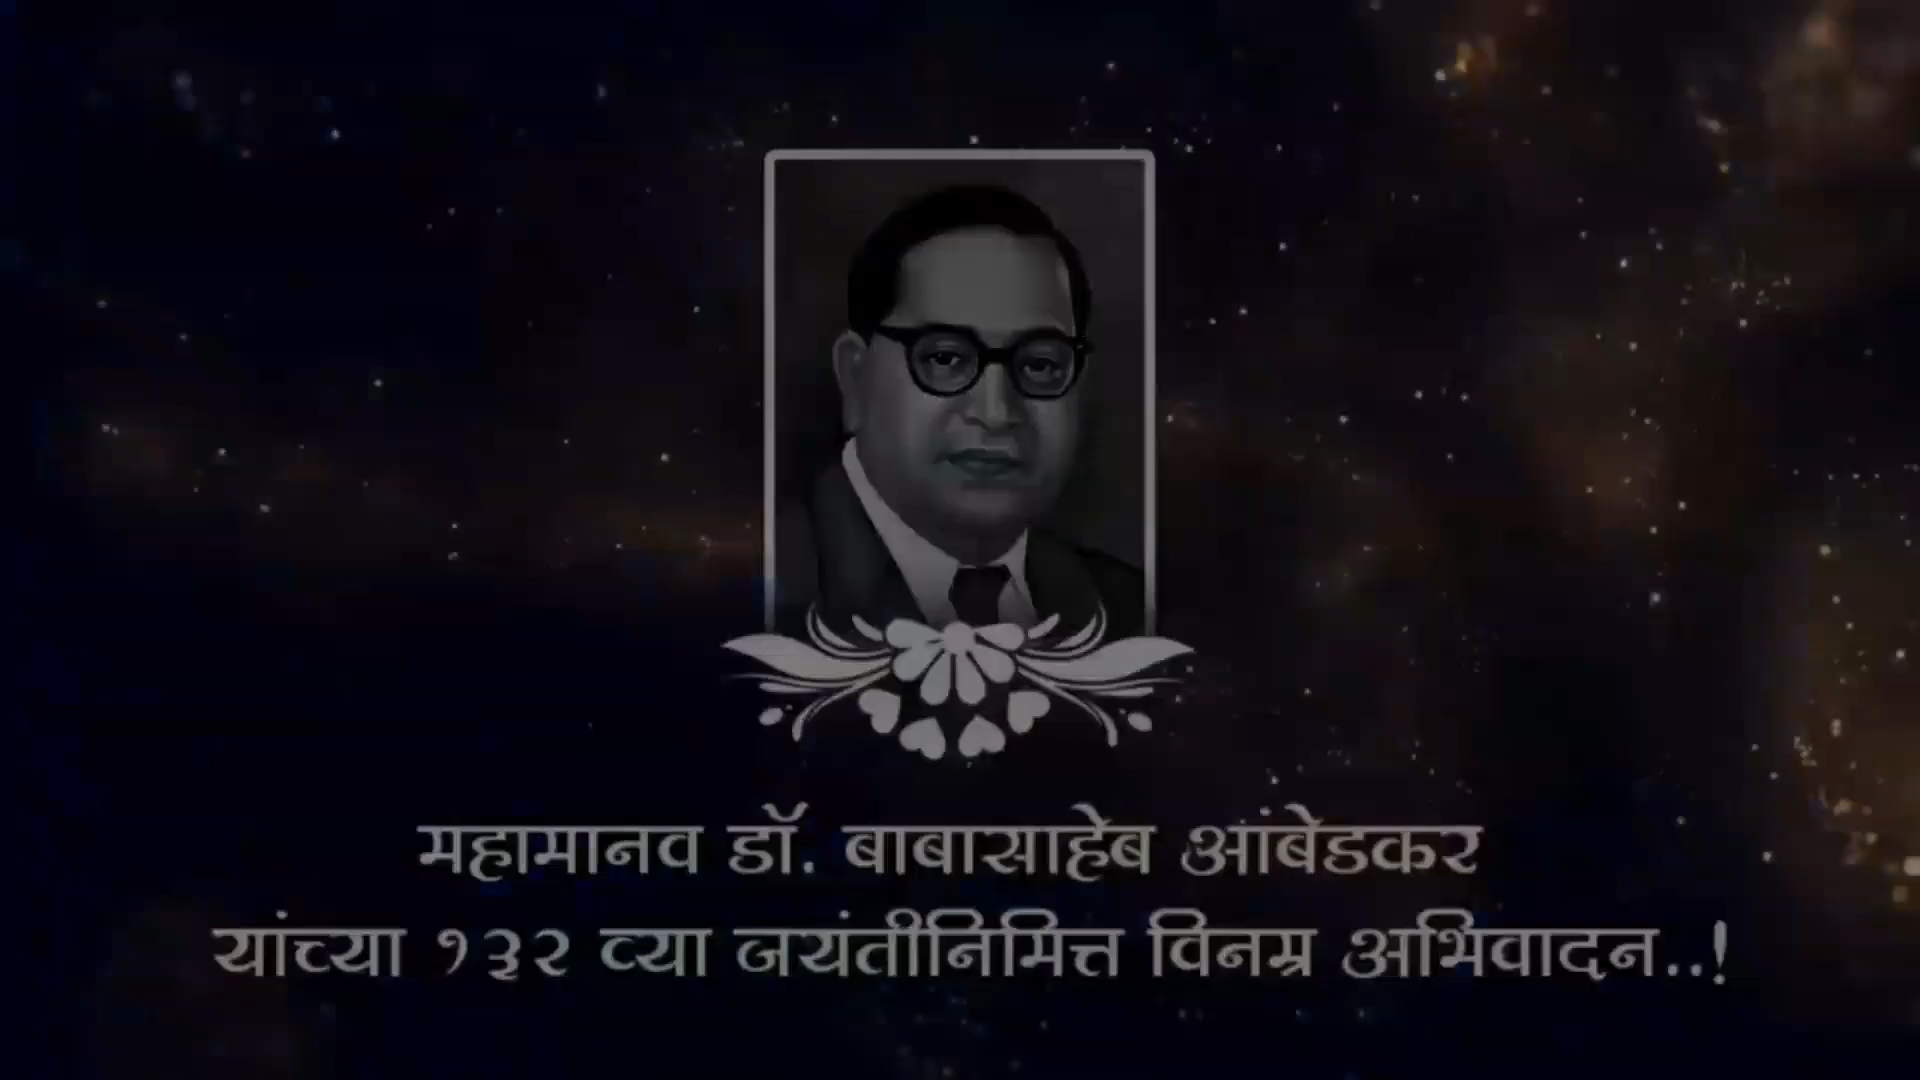 महामानव डॉ. बाबासाहेब आंबेडकर
यांच्या १३२ व्या जयंतीनिमित्त विनम्र अभिवादन..!